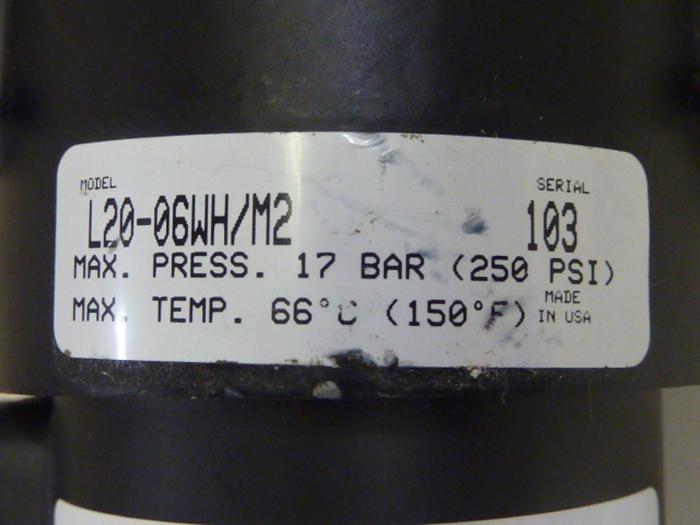 MODEL SERIAL
L20-06WH/M2 103
MAX. PRESS. 17 BAR (250 PSI)
MAX. TEMP. 66°C (150°F) MADE
IN USA